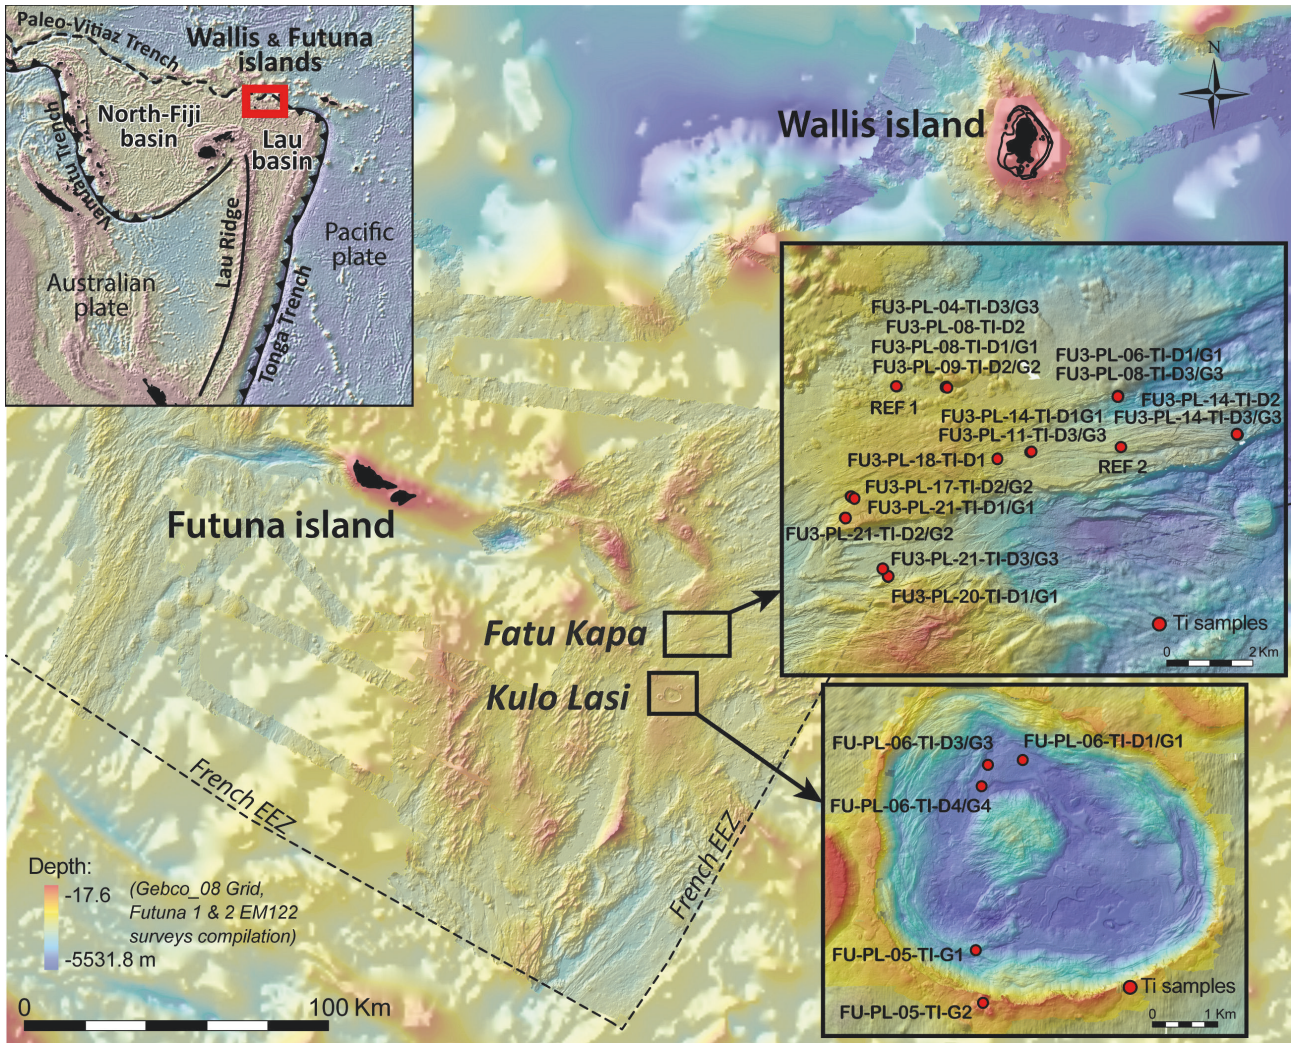 Paleo-Vitiaz Trench
Wallis & Futuna
islands
North-Fiji
basin
Lau
basin
Vanuatu Trench
Lau Ridge
Pacific
plate
Australian
plate
Tonga Trench
N
Wallis island
Futuna island
Fatu Kapa
Kulo Lasi
French EEZ
French EEZ
Depth:
-17.6
-5531.8 m
(Gebco_08 Grid,
Futuna 1 & 2 EM122
surveys compilation)
0 100 Km
FU3-PL-04-TI-D3/G3
FU3-PL-08-TI-D2
FU3-PL-08-TI-D1/G1
FU3-PL-09-TI-D2/G2
REF 1
FU3-PL-06-TI-D1/G1
FU3-PL-08-TI-D3/G3
FU3-PL-14-TI-D2
FU3-PL-14-TI-D3/G3
FU3-PL-14-TI-D1G1
FU3-PL-11-TI-D3/G3
FU3-PL-18-TI-D1
REF 2
FU3-PL-17-TI-D2/G2
FU3-PL-21-TI-D1/G1
FU3-PL-21-TI-D2/G2
FU3-PL-21-TI-D3/G3
FU3-PL-20-TI-D1/G1
Ti samples
0 2 Km
FU-PL-06-TI-D3/G3
FU-PL-06-TI-D1/G1
FU-PL-06-TI-D4/G4
FU-PL-05-TI-G1
FU-PL-05-TI-G2
Ti samples
0 1 Km